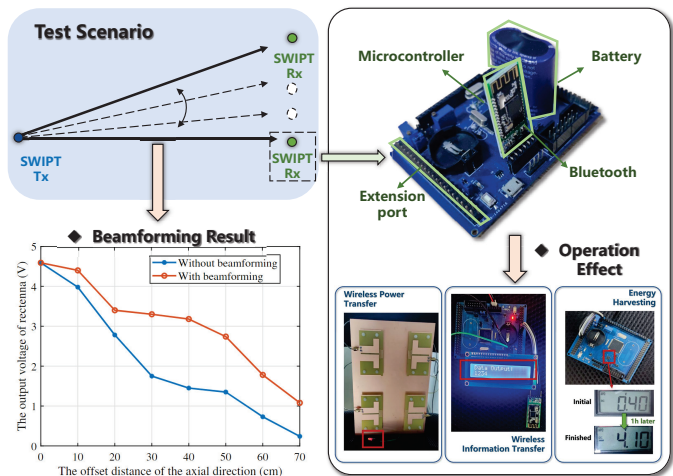 Test Scenario
SWIPT
Rx
SWIPT
Tx
SWIPT
Rx
Microcontroller
Battery
Bluetooth
Extension
port
◆ Beamforming Result
Without beamforming
With beamforming
The output voltage of rectenna (V)
5
4
3
2
1
0
0 10 20 30 40 50 60 70
The offset distance of the axial direction (cm)
◆ Operation
Effect
Wireless Power
Transfer
Wireless
Information Transfer
Energy
Harvesting
Initial
0.40
1h later
Finished
4.10